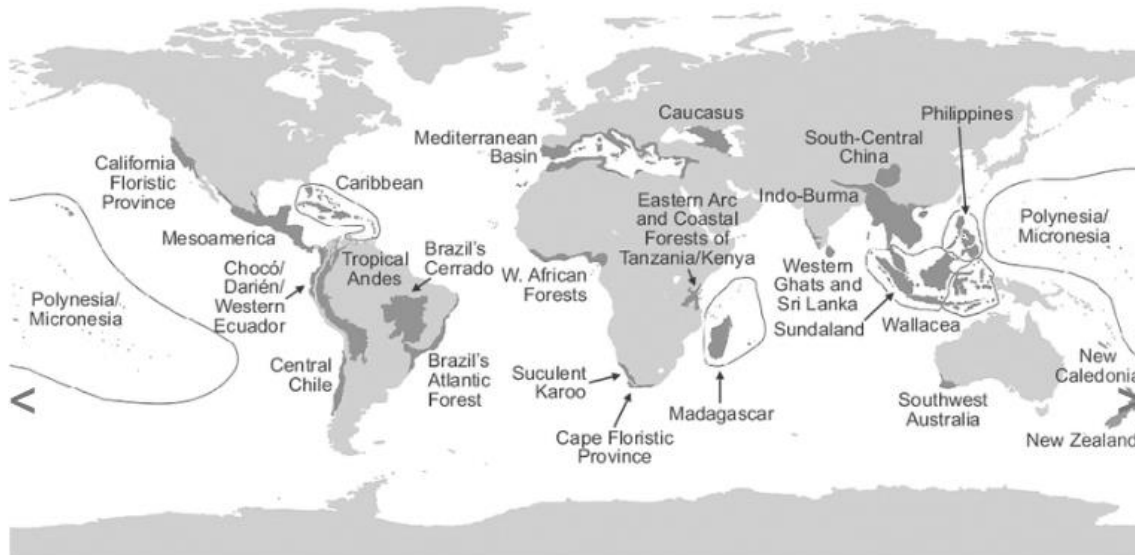 Caucasus
Philippines
Mediterranean
Basin
South-Central
China
California
Floristic
Province
Caribbean
Eastern Arc
and Coastal
Forests of
Tanzania/Kenya
Indo-Burma
Polynesia/
Micronesia
Mesoamerica
Brazil's
Cerrado
Tropical
Andes
Chocó/
Darién/
Western
Ecuador
W. African
Forests
Western
Ghats and
Sri Lanka
Polynesia/
Micronesia
Sundaland
Wallacea
Central
Chile
Brazil's
Atlantic
Forest
Suculent
Karoo
Madagascar
New
Caledonia
Southwest
Australia
Cape Floristic
Province
New Zealand
<
>